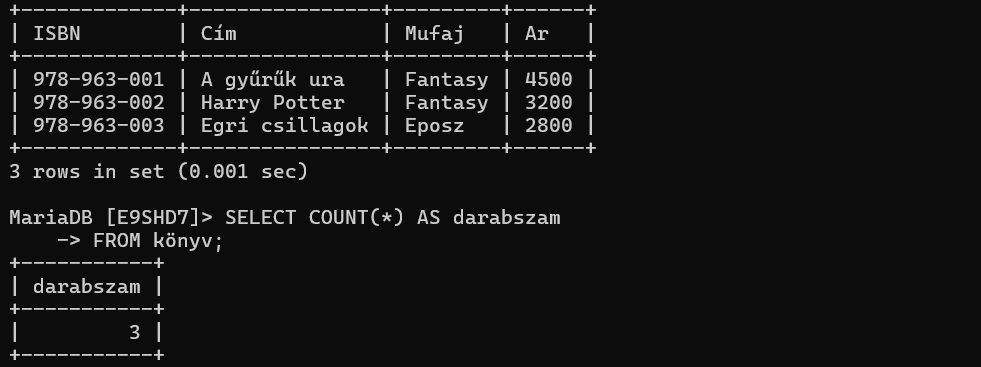 +-------------+----------------+---------+------+
| ISBN        | Cím            | Mufaj   | Ar   |
+-------------+----------------+---------+------+
| 978-963-001 | A gyűrűk ura   | Fantasy | 4500 |
| 978-963-002 | Harry Potter   | Fantasy | 3200 |
| 978-963-003 | Egri csillagok | Eposz   | 2800 |
+-------------+----------------+---------+------+
3 rows in set (0.001 sec)

MariaDB [E9SHD7]> SELECT COUNT(*) AS darabszam
    -> FROM könyv;
+-----------+
| darabszam |
+-----------+
|         3 |
+-----------+